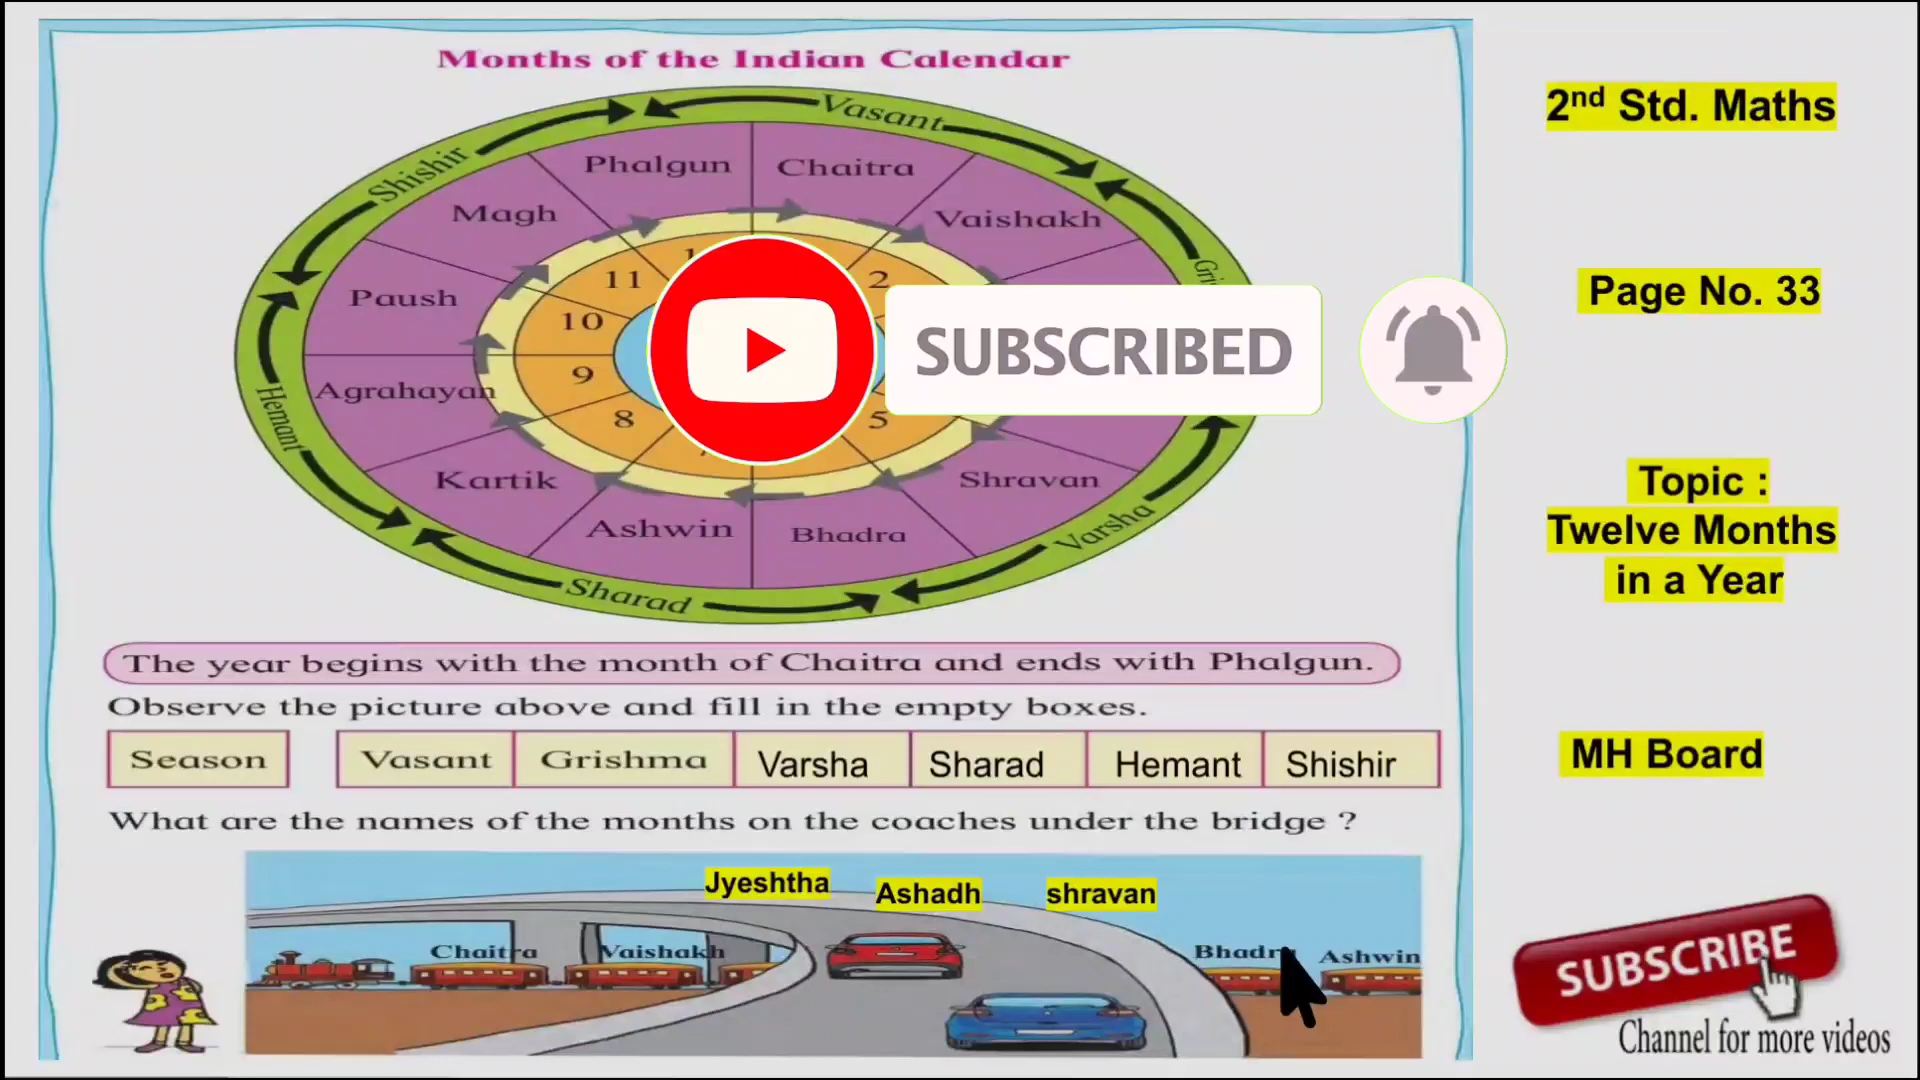 Months of the Indian Calendar
Vasant
Shishir
Phalgun
Chaitra
Magh
Vaishakh
Paush
11
2
10
SUBSCRIBED
9
Agrahayan
Hemant
8
5
Kartik
Shravan
Ashwin
Bhadra
Varsha
Sharad
The year begins with the month of Chaitra and ends with Phalgun.
Observe the picture above and fill in the empty boxes.
Season Vasant Grishma Varsha Sharad Hemant Shishir
What are the names of the months on the coaches under the bridge ?
Jyeshtha Ashadh shravan
Chaitra Vaishakh Bhadra Ashwin
2nd Std. Maths
Page No. 33
Topic :
Twelve Months
in a Year
MH Board
SUBSCRIBE
Channel for more videos